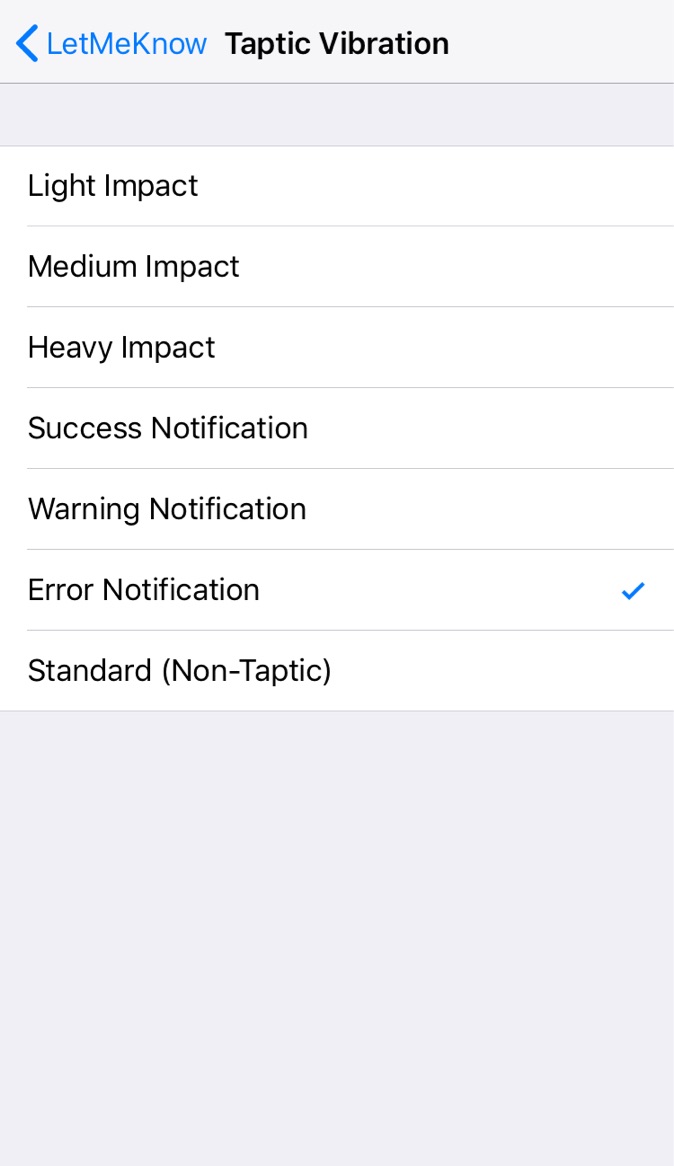 LetMeKnow Taptic Vibration
Light Impact
Medium Impact
Heavy Impact
Success Notification
Warning Notification
Error Notification
Standard (Non-Taptic)